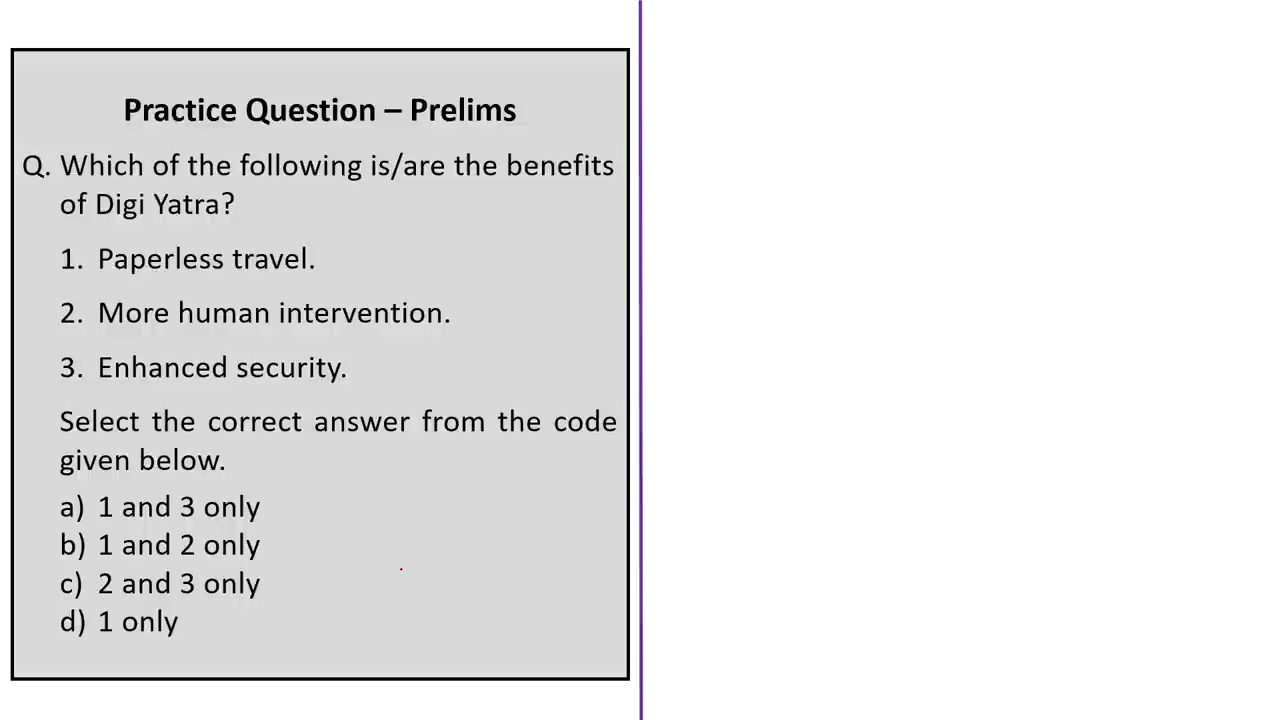 Practice Question – Prelims
Q. Which of the following is/are the benefits
of Digi Yatra?
1. Paperless travel.
2. More human intervention.
3. Enhanced security.
Select the correct answer from the code
given below.
a) 1 and 3 only
b) 1 and 2 only
c) 2 and 3 only
d) 1 only